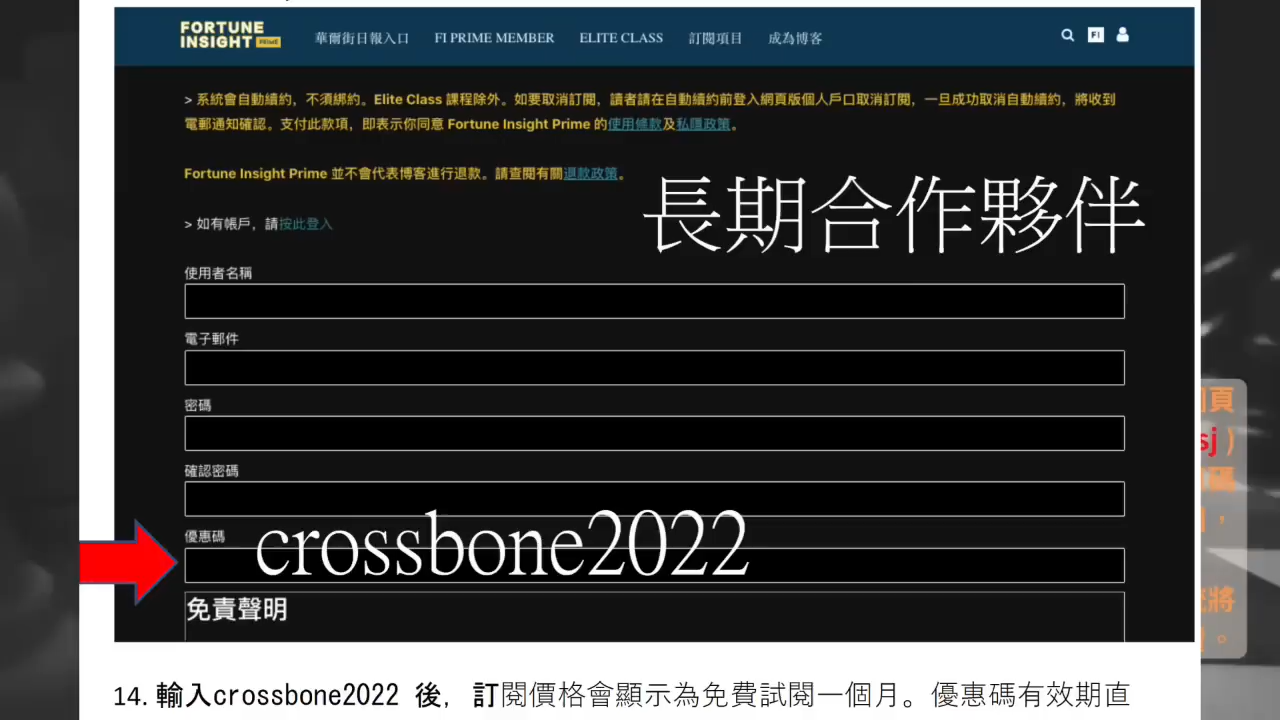 FORTUNE
INSIGHT PRIME
華爾街日報入口 FI PRIME MEMBER ELITE CLASS 訂閱項目 成為博客
FI
> 系統會自動續約，不須綁約。Elite Class 課程除外。如要取消訂閱，讀者請在自動續約前登入網頁版個人戶口取消訂閱，一旦成功取消自動續約，將收到
電郵通知確認。支付此款項，即表示你同意 Fortune Insight Prime 的使用條款及私隱政策。
Fortune Insight Prime 並不會代表博客進行退款。請查閱有關退款政策。
長期合作夥伴
> 如有帳戶，請按此登入
使用者名稱
電子郵件
密碼
確認密碼
優惠碼
crossbone2022
免責聲明
頁
sj )
，
將
。
14. 輸入crossbone2022 後，訂閱價格會顯示為免費試閱一個月。優惠碼有效期直